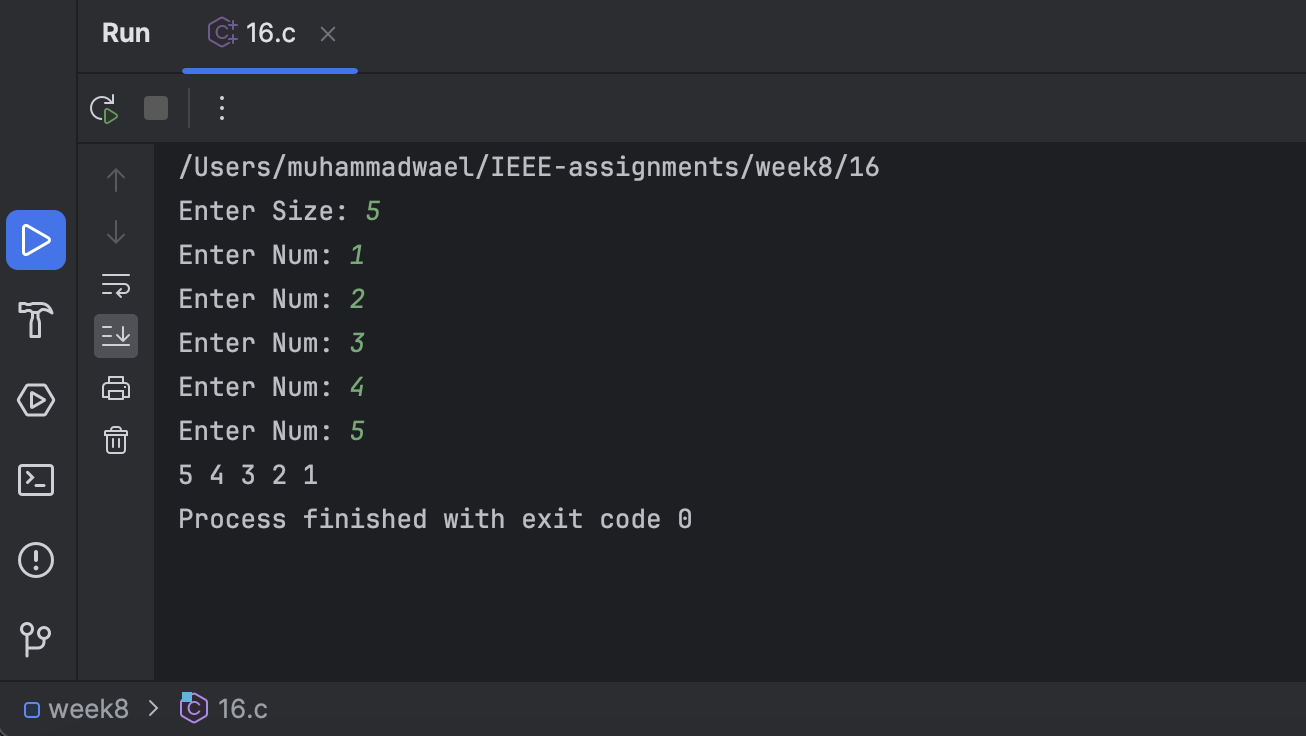 Run 16.c
/Users/muhammadwael/IEEE-assignments/week8/16
Enter Size: 5
Enter Num: 1
Enter Num: 2
Enter Num: 3
Enter Num: 4
Enter Num: 5
5 4 3 2 1
Process finished with exit code 0
week8 > 16.c